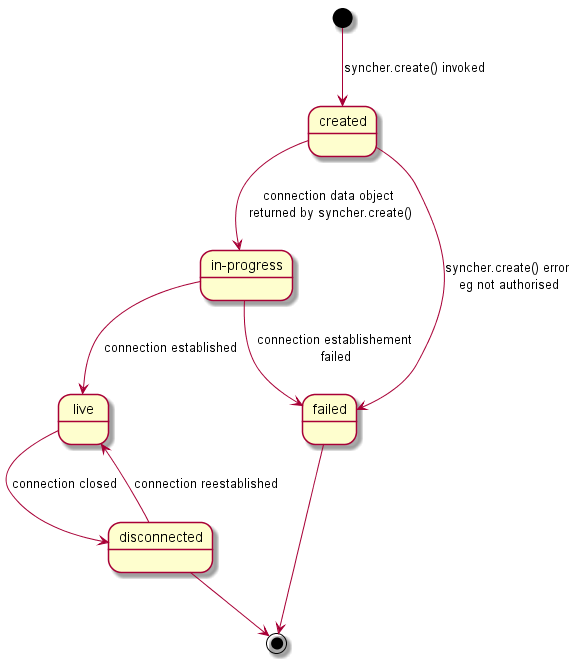 syncher.create() invoked
created
connection data object
returned by syncher.create()
syncher.create() error
eg not authorised
in-progress
connection established
connection establishement
failed
live
failed
connection closed
connection reestablished
disconnected